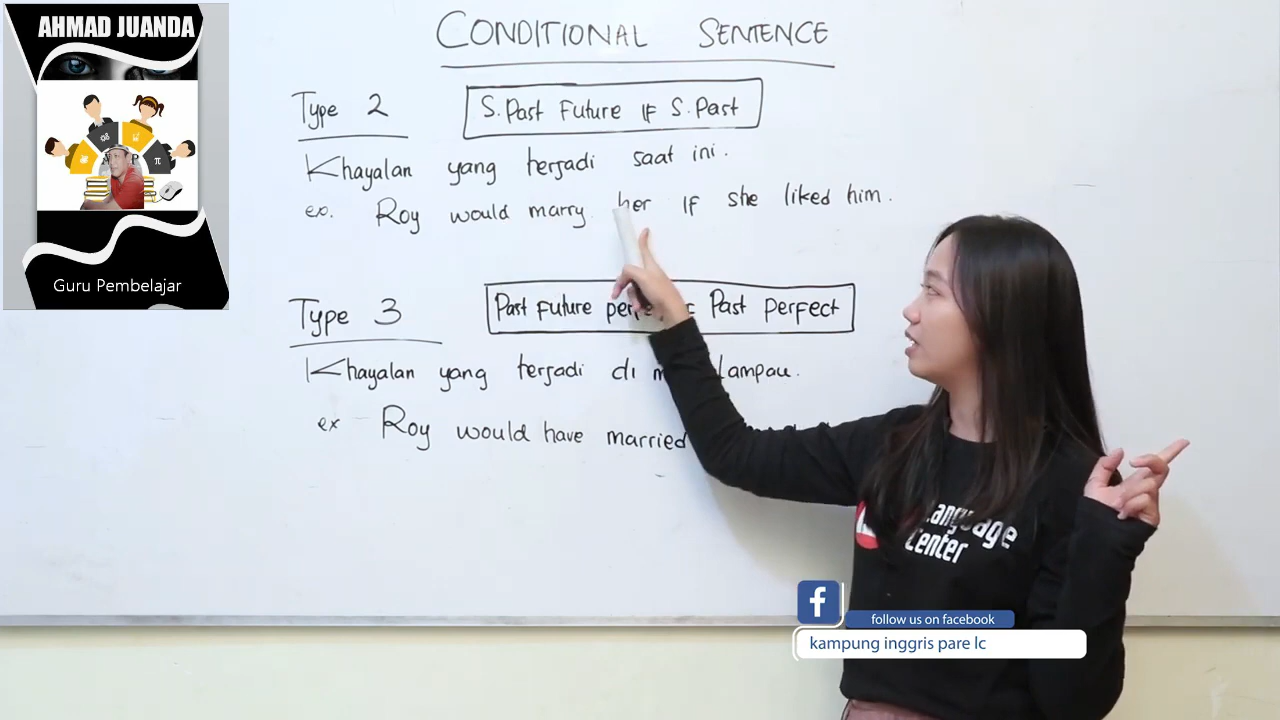 AHMAD JUANDA
Guru Pembelajar
CONDITIONAL SENTENCE
Type 2
S.Past Future IF S.Past
Khayalan yang terjadi saat ini.
ex. Roy would marry her IF she liked him.
Type 3
Past Future Past perfect
Khayalan yang terjadi di lampau.
ex Roy would have married
Language
Center
follow us on facebook
kampung inggris pare lc